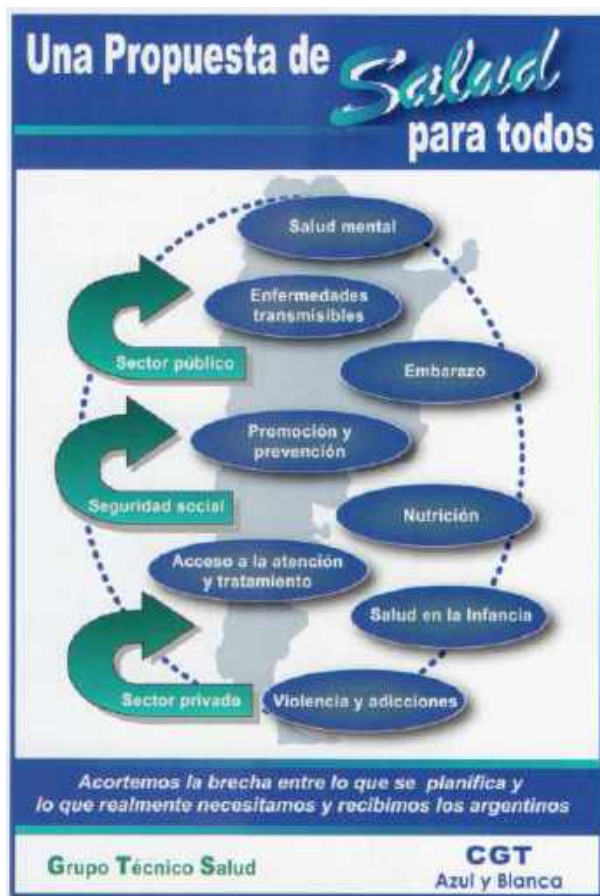 Una Propuesta de Salud
para todos
Salud mental
Enfermedades
transmisibles
Sector público
Embarazo
Promoción y
prevención
Seguridad social
Nutrición
Acceso a la atención
y tratamiento
Salud en la Infancia
Sector privado
Violencia y adicciones
Acortemos la brecha entre lo que se planifica y
lo que realmente necesitamos y recibimos los argentinos
Grupo Técnico Salud
CGT
Azul y Blanca